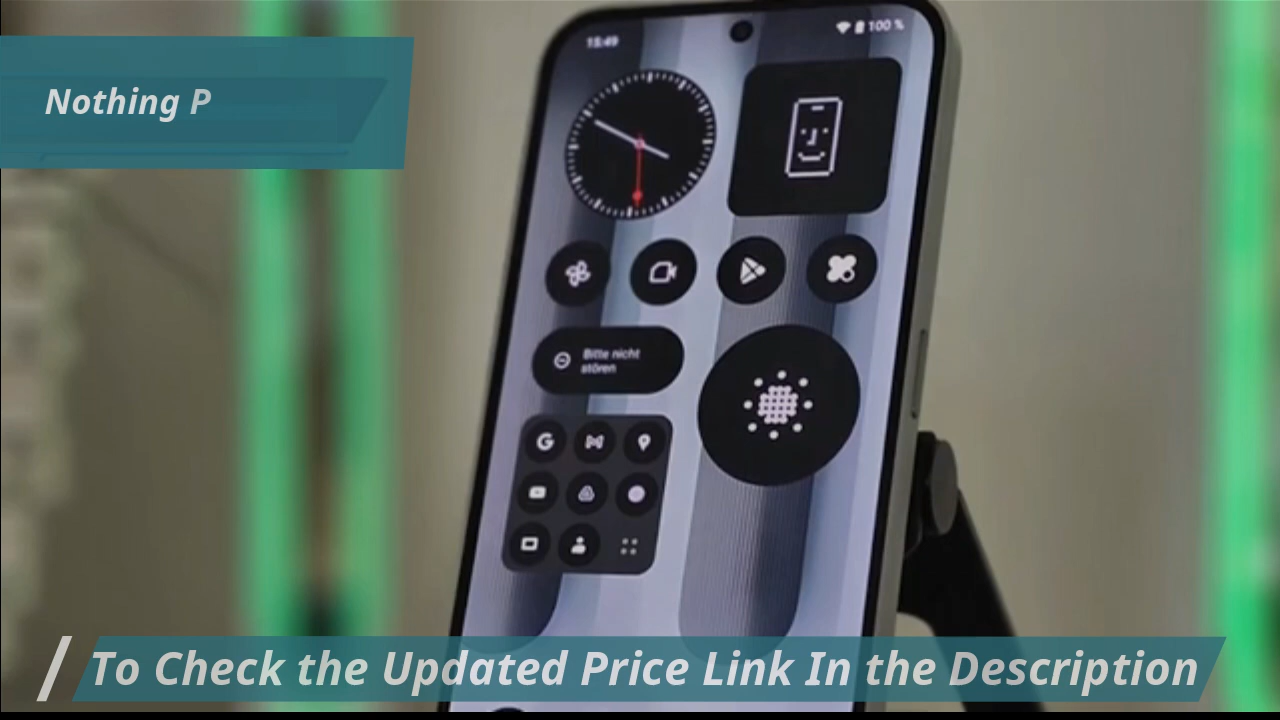 15:49
100 %
Nothing P
Bitte nicht
stören
G
To Check the Updated Price Link In the Description